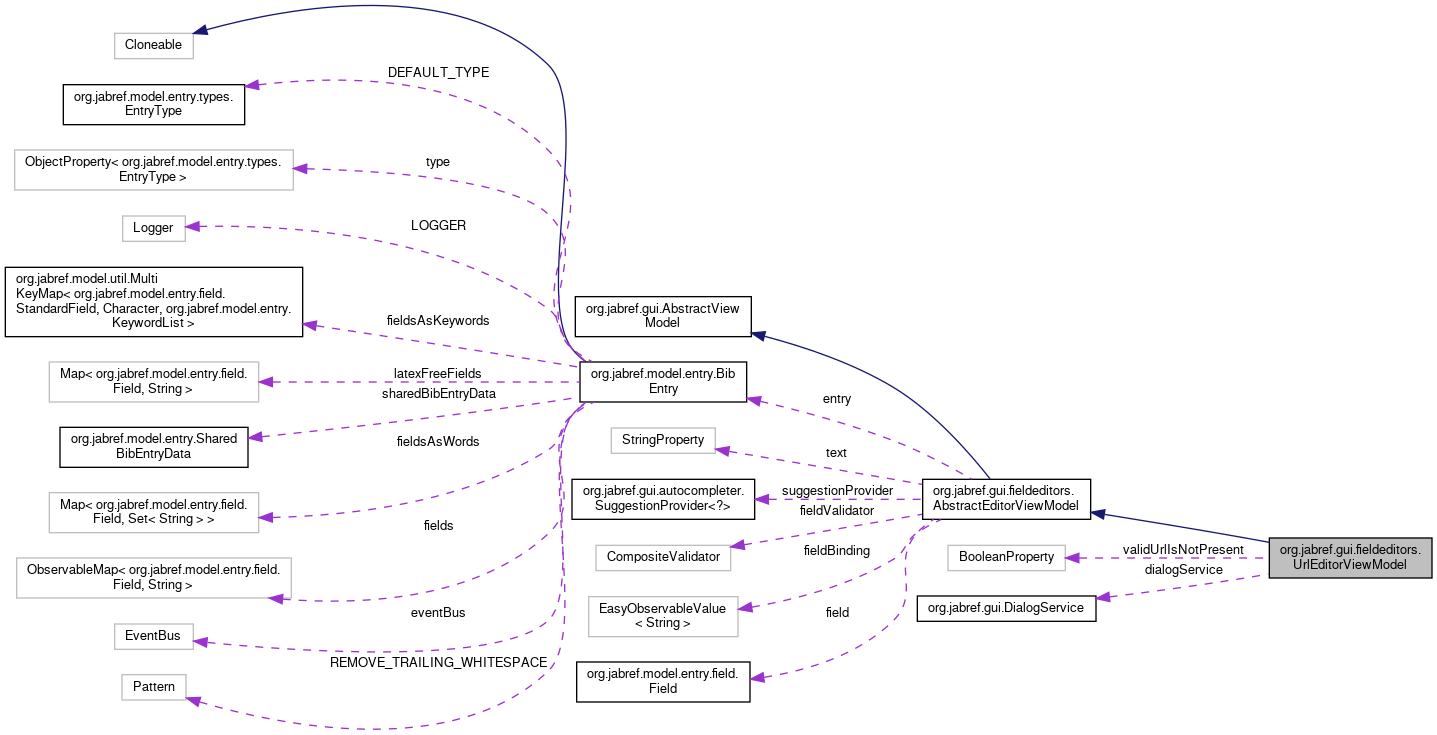 Cloneable
DEFAULT_TYPE
org.jabref.model.entry.types.
EntryType
ObjectProperty< org.jabref.model.entry.types.
EntryType >
type
Logger
LOGGER
org.jabref.model.util.Multi
KeyMap< org.jabref.model.entry.field.
StandardField, Character, org.jabref.model.entry.
KeywordList >
fieldsAsKeywords
Map< org.jabref.model.entry.field.
Field, String >
latexFreeFields
sharedBibEntryData
org.jabref.model.entry.Shared
BibEntryData
fieldsAsWords
Map< org.jabref.model.entry.field.
Field, Set< String > >
fields
ObservableMap< org.jabref.model.entry.field.
Field, String >
eventBus
EventBus
REMOVE_TRAILING_WHITESPACE
Pattern
org.jabref.gui.AbstractView
Model
org.jabref.model.entry.Bib
Entry
entry
StringProperty
text
org.jabref.gui.autocompleter.
SuggestionProvider<?>
suggestionProvider
fieldValidator
CompositeValidator
fieldBinding
EasyObservableValue
< String >
field
org.jabref.model.entry.field.
Field
org.jabref.gui.fieldeditors.
AbstractEditorViewModel
BooleanProperty
validUrlIsNotPresent
dialogService
org.jabref.gui.DialogService
org.jabref.gui.fieldeditors.
UrlEditorViewModel